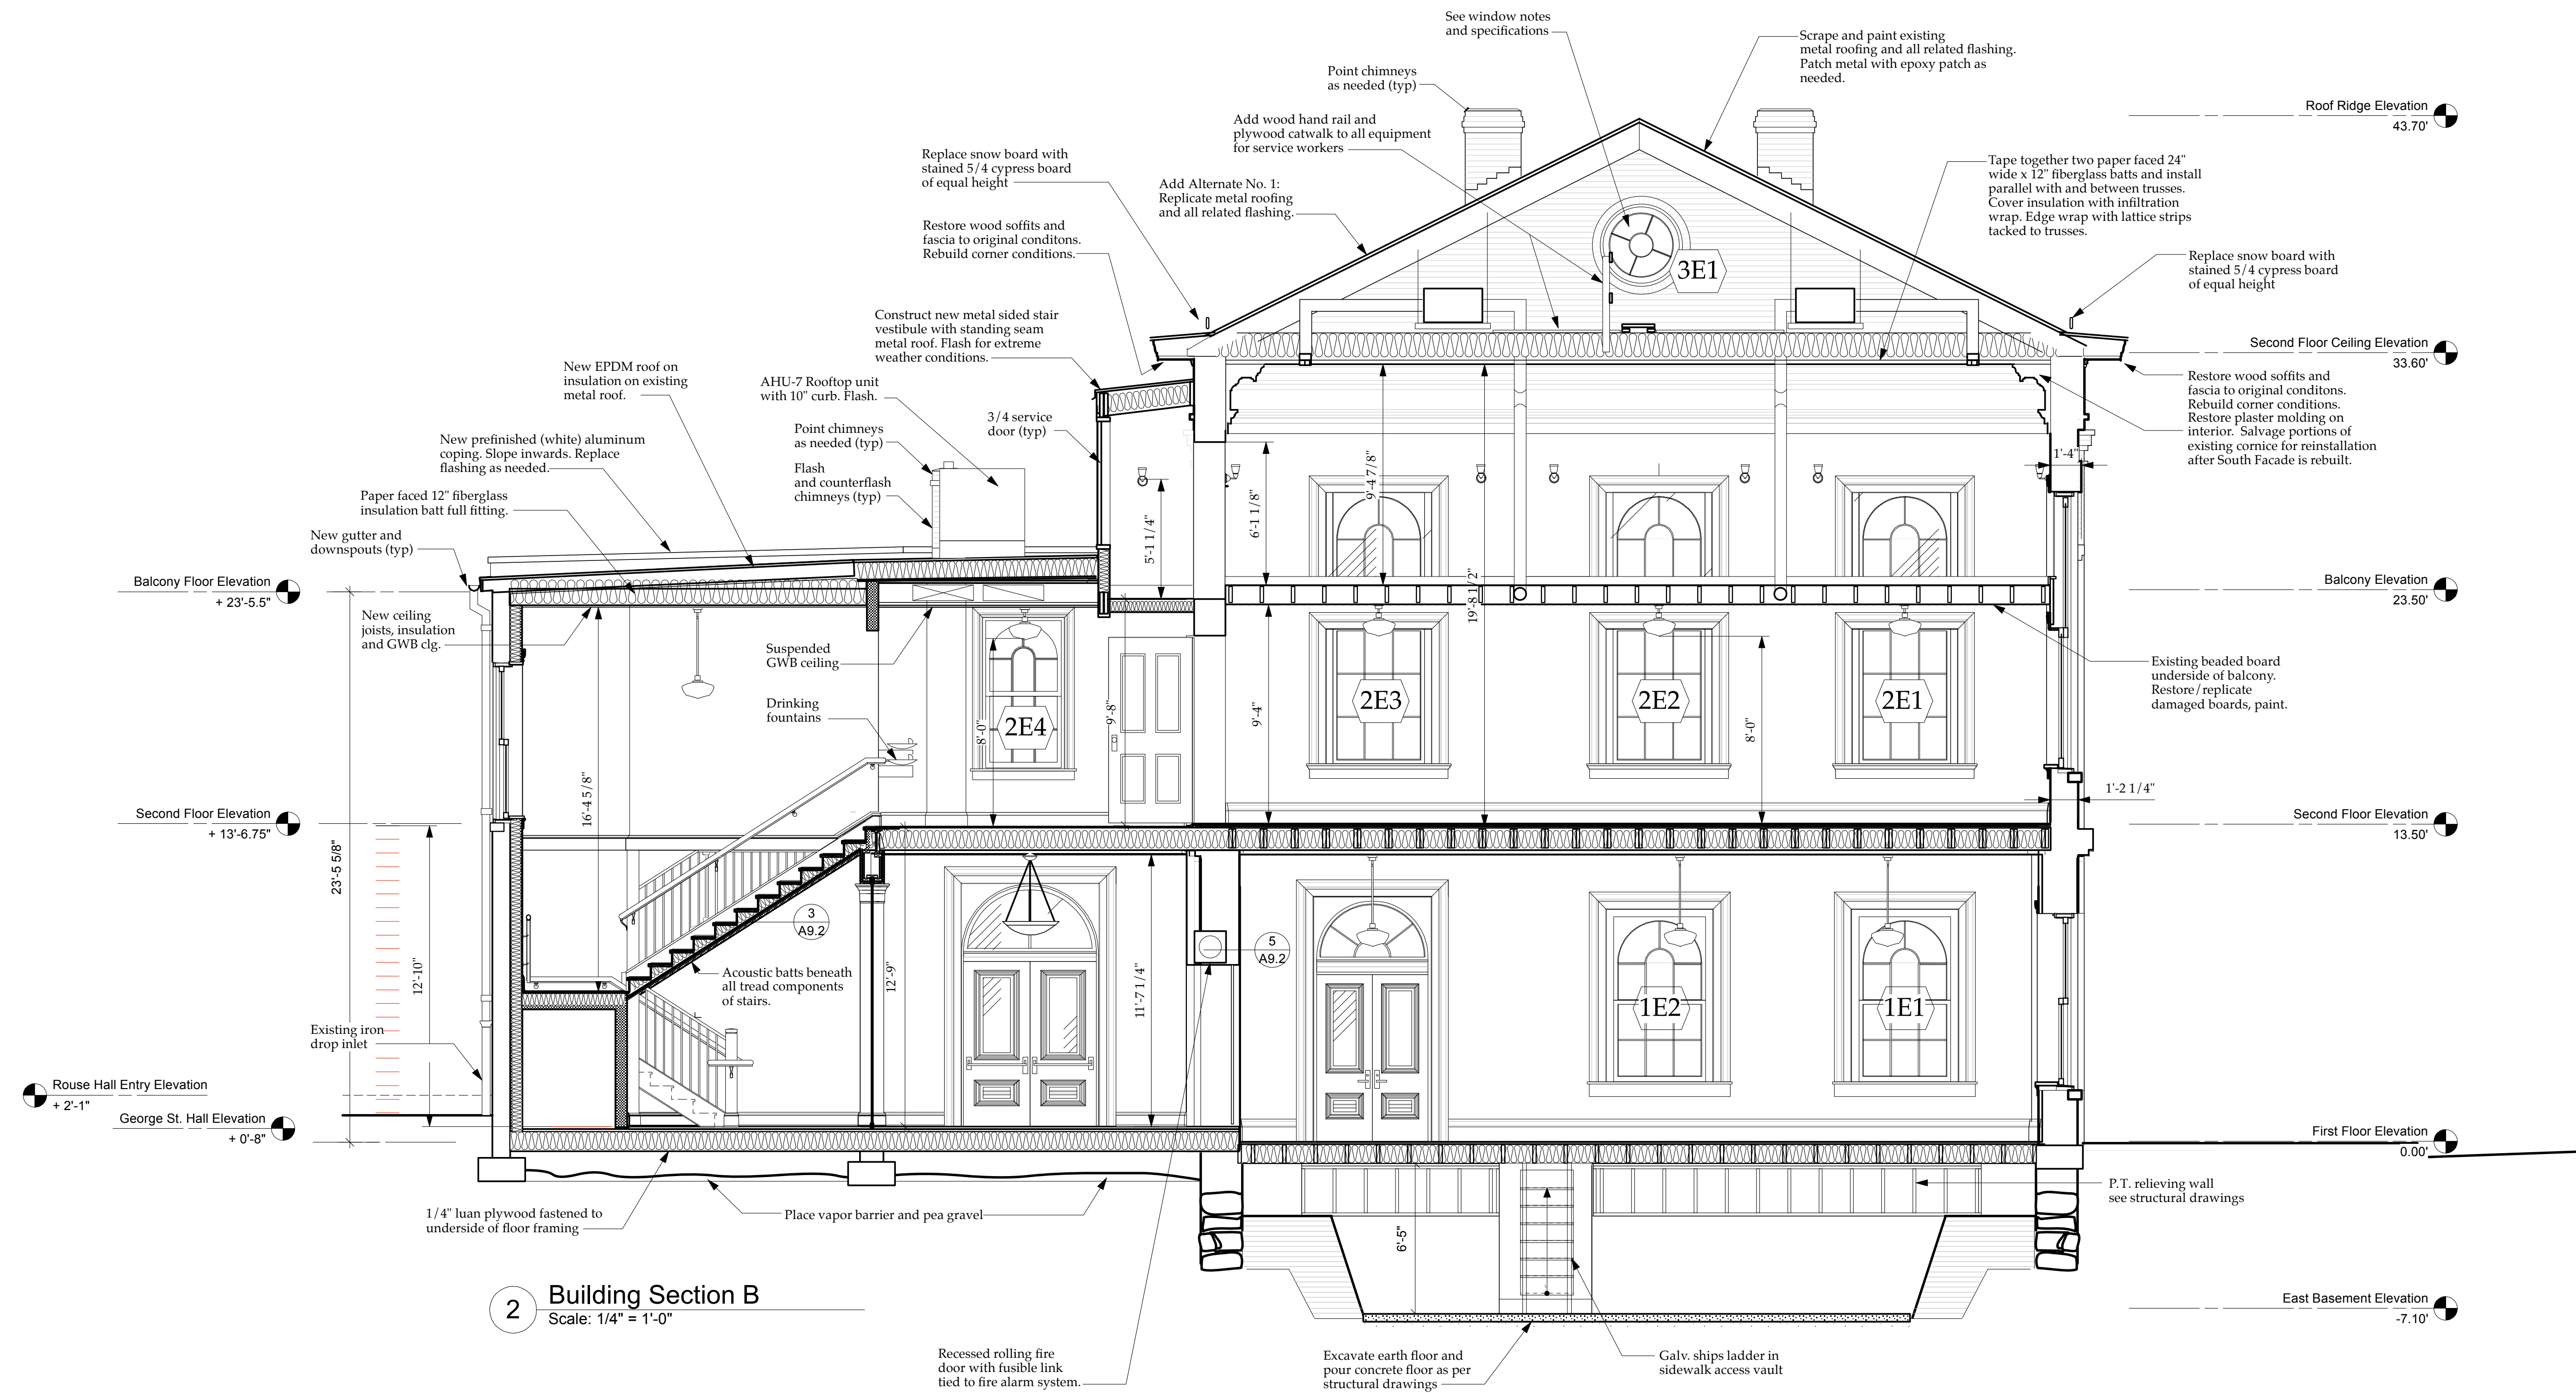 See window notes
and specifications
Scrape and paint existing
metal roofing and all related flashing.
Patch metal with epoxy patch as
needed.
Point chimneys
as needed (typ)
Roof Ridge Elevation
43.70'
Add wood hand rail and
plywood catwalk to all equipment
for service workers
Replace snow board with
stained 5/4 cypress board
of equal height
Tape together two paper faced 24"
wide x 12" fiberglass batts and install
parallel with and between trusses.
Cover insulation with infiltration
wrap. Edge wrap with lattice strips
tacked to trusses.
Add Alternate No. 1:
Replicate metal roofing
and all related flashing.
Restore wood soffits and
fascia to original conditons.
Rebuild corner conditions.
3E1
Replace snow board with
stained 5/4 cypress board
of equal height
Construct new metal sided stair
vestibule with standing seam
metal roof. Flash for extreme
weather conditions.
Second Floor Ceiling Elevation
33.60'
New EPDM roof on
insulation on existing
metal roof.
AHU-7 Rooftop unit
with 10" curb. Flash.
3/4 service
door (typ)
Restore wood soffits and
fascia to original conditons.
Rebuild corner conditions.
Restore plaster molding on
interior. Salvage portions of
existing cornice for reinstallation
after South Facade is rebuilt.
Point chimneys
as needed (typ)
New prefinished (white) aluminum
coping. Slope inwards. Replace
flashing as needed.
Flash
and counterflash
chimneys (typ)
1'-4"
Paper faced 12" fiberglass
insulation batt full fitting.
5'-1 1/4"
6'-1 1/8"
9'-4 7/8"
New gutter and
downspouts (typ)
Balcony Floor Elevation
+ 23'-5.5"
Balcony Elevation
23.50'
19'-8 1/2"
New ceiling
joists, insulation
and GWB clg.
Suspended
GWB ceiling
Existing beaded board
underside of balcony.
Restore/replicate
damaged boards, paint.
Drinking
fountains
8'-0"
2E4
9'-8"
9'-4"
2E3
2E2
8'-0"
2E1
16'-4 5/8"
1'-2 1/4"
Second Floor Elevation
+ 13'-6.75"
Second Floor Elevation
13.50'
23'-5 5/8"
3
A9.2
5
A9.2
12'-10"
Acoustic batts beneath
all tread components
of stairs.
12'-9"
11'-7 1/4"
1E2
1E1
Existing iron
drop inlet
Rouse Hall Entry Elevation
+ 2'-1"
George St. Hall Elevation
+ 0'-8"
First Floor Elevation
0.00'
P.T. relieving wall
see structural drawings
1/4" luan plywood fastened to
underside of floor framing
Place vapor barrier and pea gravel
6'-5"
2
Building Section B
Scale: 1/4" = 1'-0"
East Basement Elevation
-7.10'
Recessed rolling fire
door with fusible link
tied to fire alarm system.
Excavate earth floor and
pour concrete floor as per
structural drawings
Galv. ships ladder in
sidewalk access vault